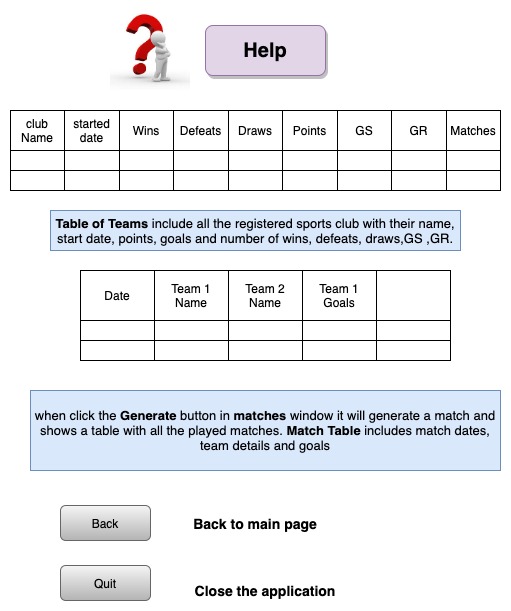 Help
club Name started date Wins Defeats Draws Points GS GR Matches
Table of Teams include all the registered sports club with their name,
start date, points, goals and number of wins, defeats, draws,GS ,GR.
Date Team 1 Name Team 2 Name Team 1 Goals
when click the Generate button in matches window it will generate a match and
shows a table with all the played matches. Match Table includes match dates,
team details and goals
Back Back to main page
Quit Close the application